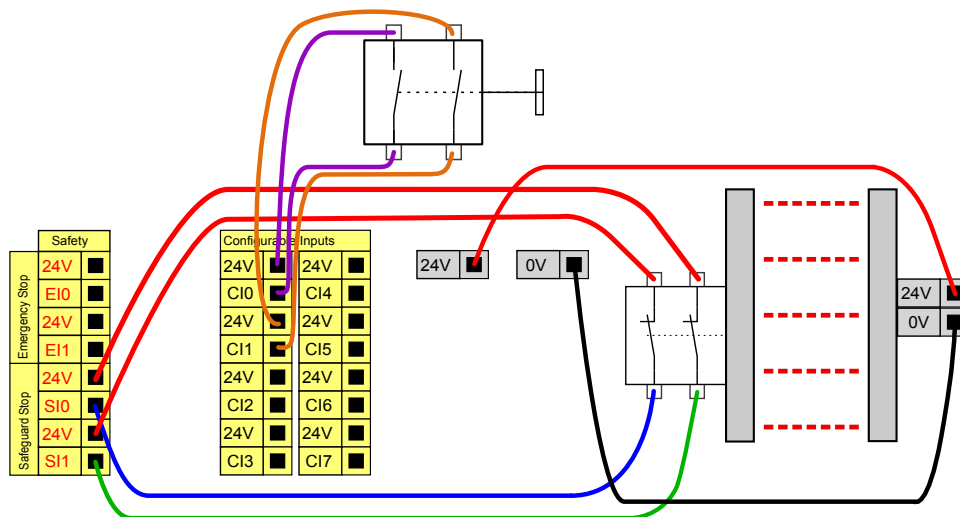 Safety
Emergency Stop
24V
EI0
24V
EI1
Safeguard Stop
24V
SI0
24V
SI1
Configurable Inputs
24V 24V
CI0 CI4
24V 24V
CI1 CI5
24V 24V
CI2 CI6
24V 24V
CI3 CI7
24V
0V
24V
0V